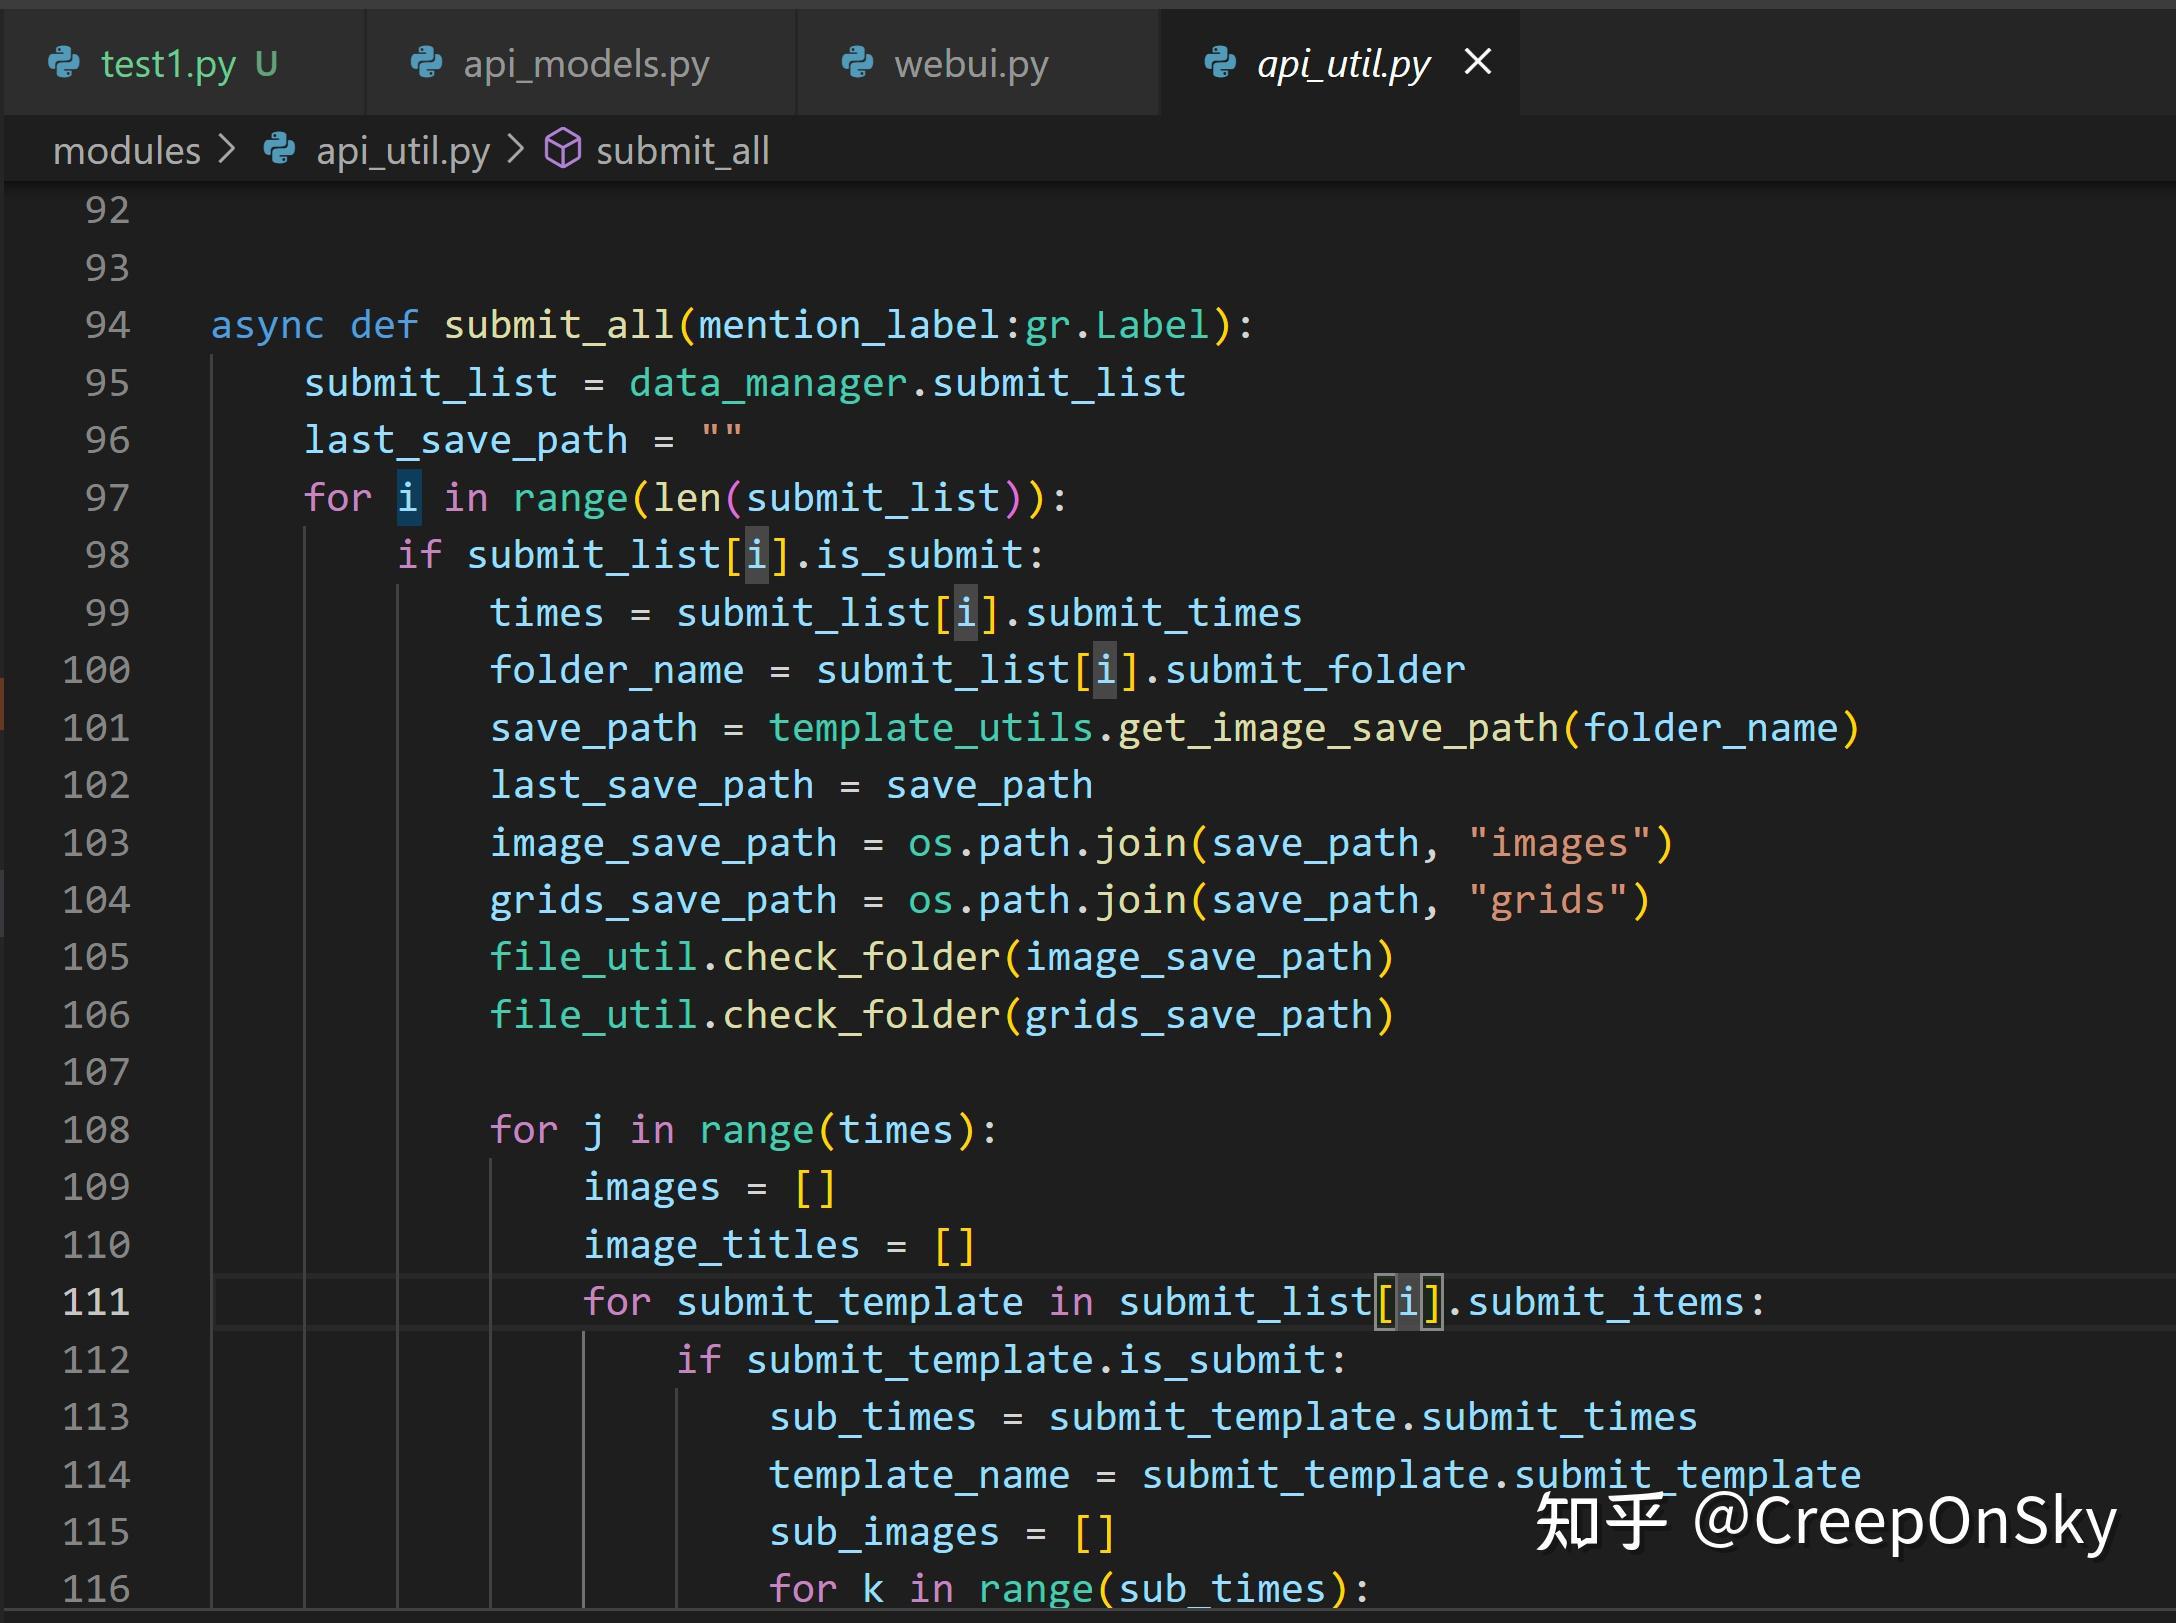 test1.py U api_models.py webui.py api_util.py
modules > api_util.py > submit_all
92
93
94 async def submit_all(mention_label:gr.Label):
95     submit_list = data_manager.submit_list
96     last_save_path = ""
97     for i in range(len(submit_list)):
98         if submit_list[i].is_submit:
99             times = submit_list[i].submit_times
100             folder_name = submit_list[i].submit_folder
101             save_path = template_utils.get_image_save_path(folder_name)
102             last_save_path = save_path
103             image_save_path = os.path.join(save_path, "images")
104             grids_save_path = os.path.join(save_path, "grids")
105             file_util.check_folder(image_save_path)
106             file_util.check_folder(grids_save_path)
107
108             for j in range(times):
109                 images = []
110                 image_titles = []
111                 for submit_template in submit_list[i].submit_items:
112                     if submit_template.is_submit:
113                         sub_times = submit_template.submit_times
114                         template_name = submit_template.submit_template
115                         sub_images = []
116                         for k in range(sub_times):
知乎 @CreepOnSky